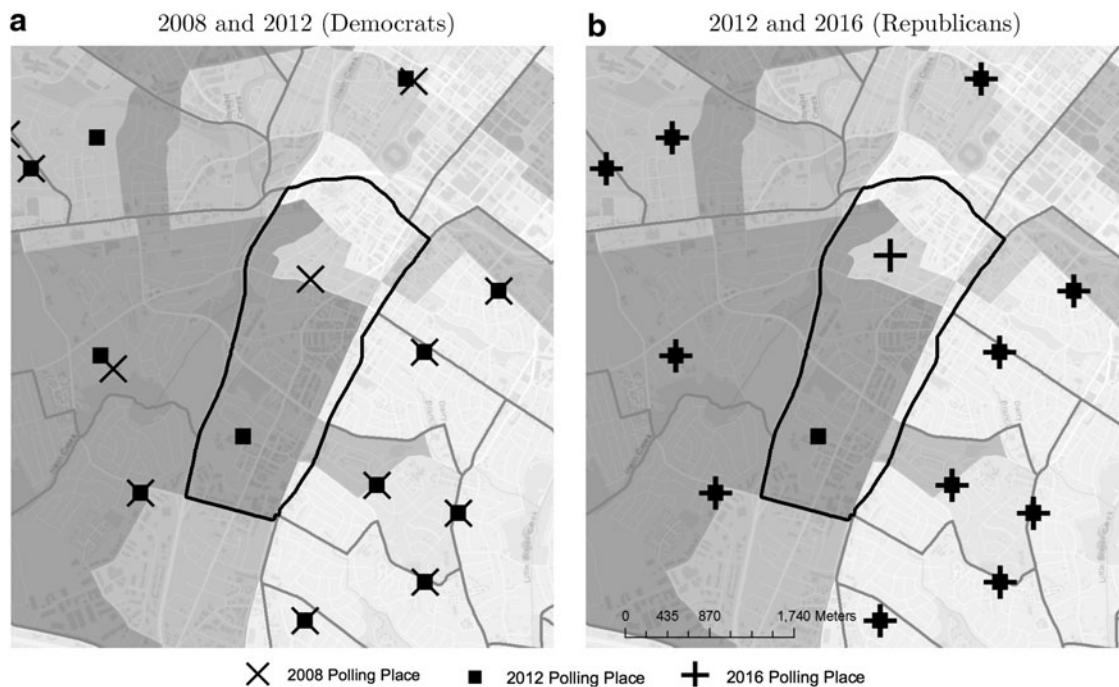 a 2008 and 2012 (Democrats)
b 2012 and 2016 (Republicans)
0 435 870 1,740 Meters
2008 Polling Place 2012 Polling Place 2016 Polling Place